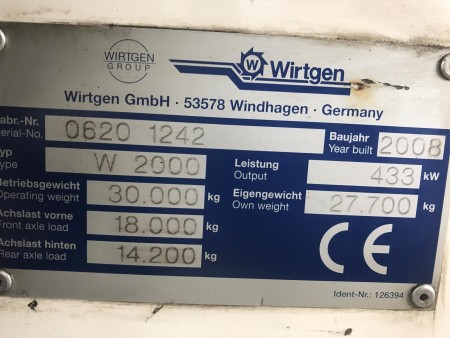 WIRTGEN
GROUP
W Wirtgen
Wirtgen GmbH · 53578 Windhagen · Germany
abr.-Nr.
erial-No. 0620 1242
Baujahr
Year built 2008
yp
ype W 2000
Leistung
Output 433 kW
Betriebsgewicht
Operating weight 30.000 kg
Eigengewicht
Own weight 27.700 kg
Achslast vorne
Front axle load 18.000 kg
Achslast hinten
Rear axle load 14.200 kg
CE
Ident-Nr.: 126394